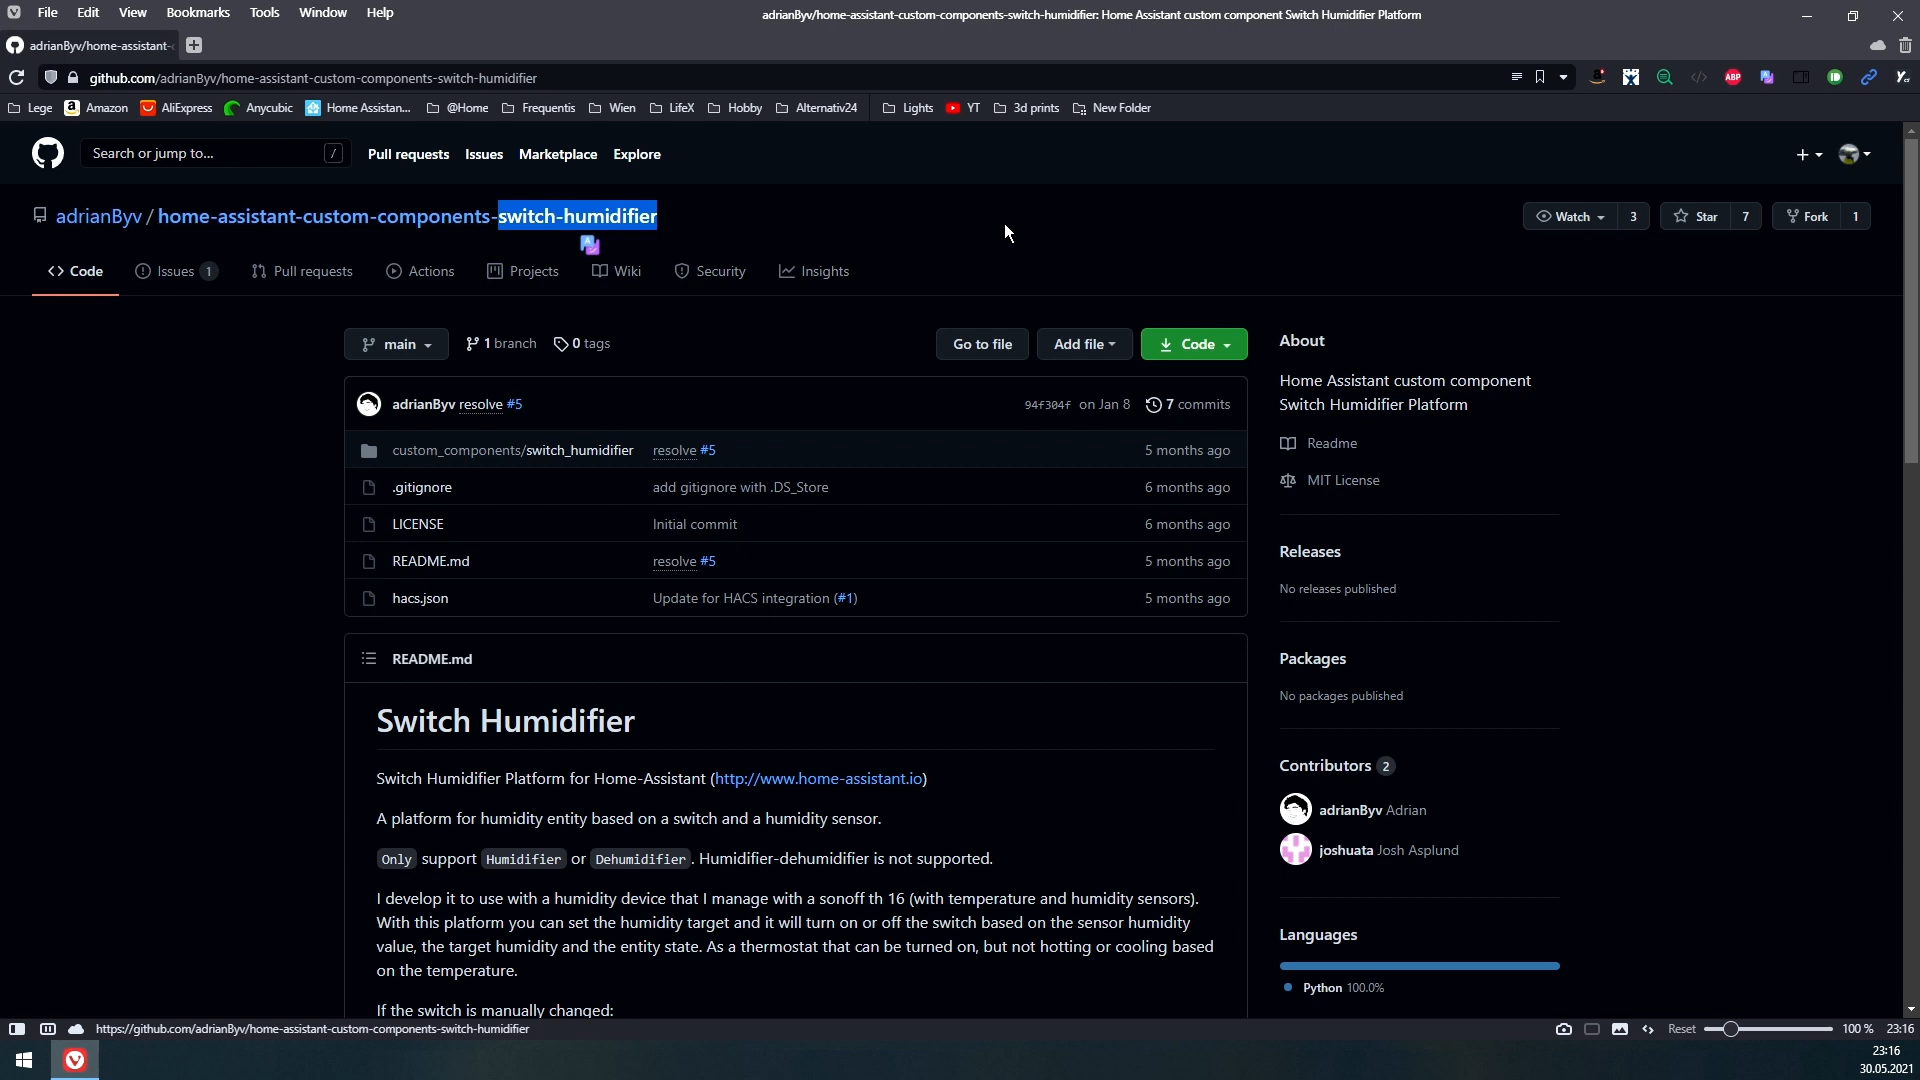 File Edit View Bookmarks Tools Window Help
adrianByv/home-assistant-custom-components-switch-humidifier: Home Assistant custom component Switch Humidifier Platform
adrianByv/home-assistant-
github.com/adrianByv/home-assistant-custom-components-switch-humidifier
ABP
Lege Amazon AliExpress Anycubic Home Assistan... @Home Frequentis Wien LifeX Hobby Alternativ24 Lights YT 3d prints New Folder
Search or jump to... / Pull requests Issues Marketplace Explore
adrianByv / home-assistant-custom-components-switch-humidifier
Watch 3 Star 7 Fork 1
Code Issues 1 Pull requests Actions Projects Wiki Security Insights
main 1 branch 0 tags Go to file Add file Code
adrianByv resolve #5 94f304f on Jan 8 7 commits
custom_components/switch_humidifier resolve #5 5 months ago
.gitignore add gitignore with .DS_Store 6 months ago
LICENSE Initial commit 6 months ago
README.md resolve #5 5 months ago
hacs.json Update for HACS integration (#1) 5 months ago
README.md
Switch Humidifier
Switch Humidifier Platform for Home-Assistant (http://www.home-assistant.io)
A platform for humidity entity based on a switch and a humidity sensor.
Only support Humidifier or Dehumidifier. Humidifier-dehumidifier is not supported.
I develop it to use with a humidity device that I manage with a sonoff th 16 (with temperature and humidity sensors).
With this platform you can set the humidity target and it will turn on or off the switch based on the sensor humidity
value, the target humidity and the entity state. As a thermostat that can be turned on, but not hotting or cooling based
on the temperature.
If the switch is manually changed:
About
Home Assistant custom component
Switch Humidifier Platform
Readme
MIT License
Releases
No releases published
Packages
No packages published
Contributors 2
adrianByv Adrian
joshuata Josh Asplund
Languages
Python 100.0%
https://github.com/adrianByv/home-assistant-custom-components-switch-humidifier
Reset 100 % 23:16
23:16
30.05.2021